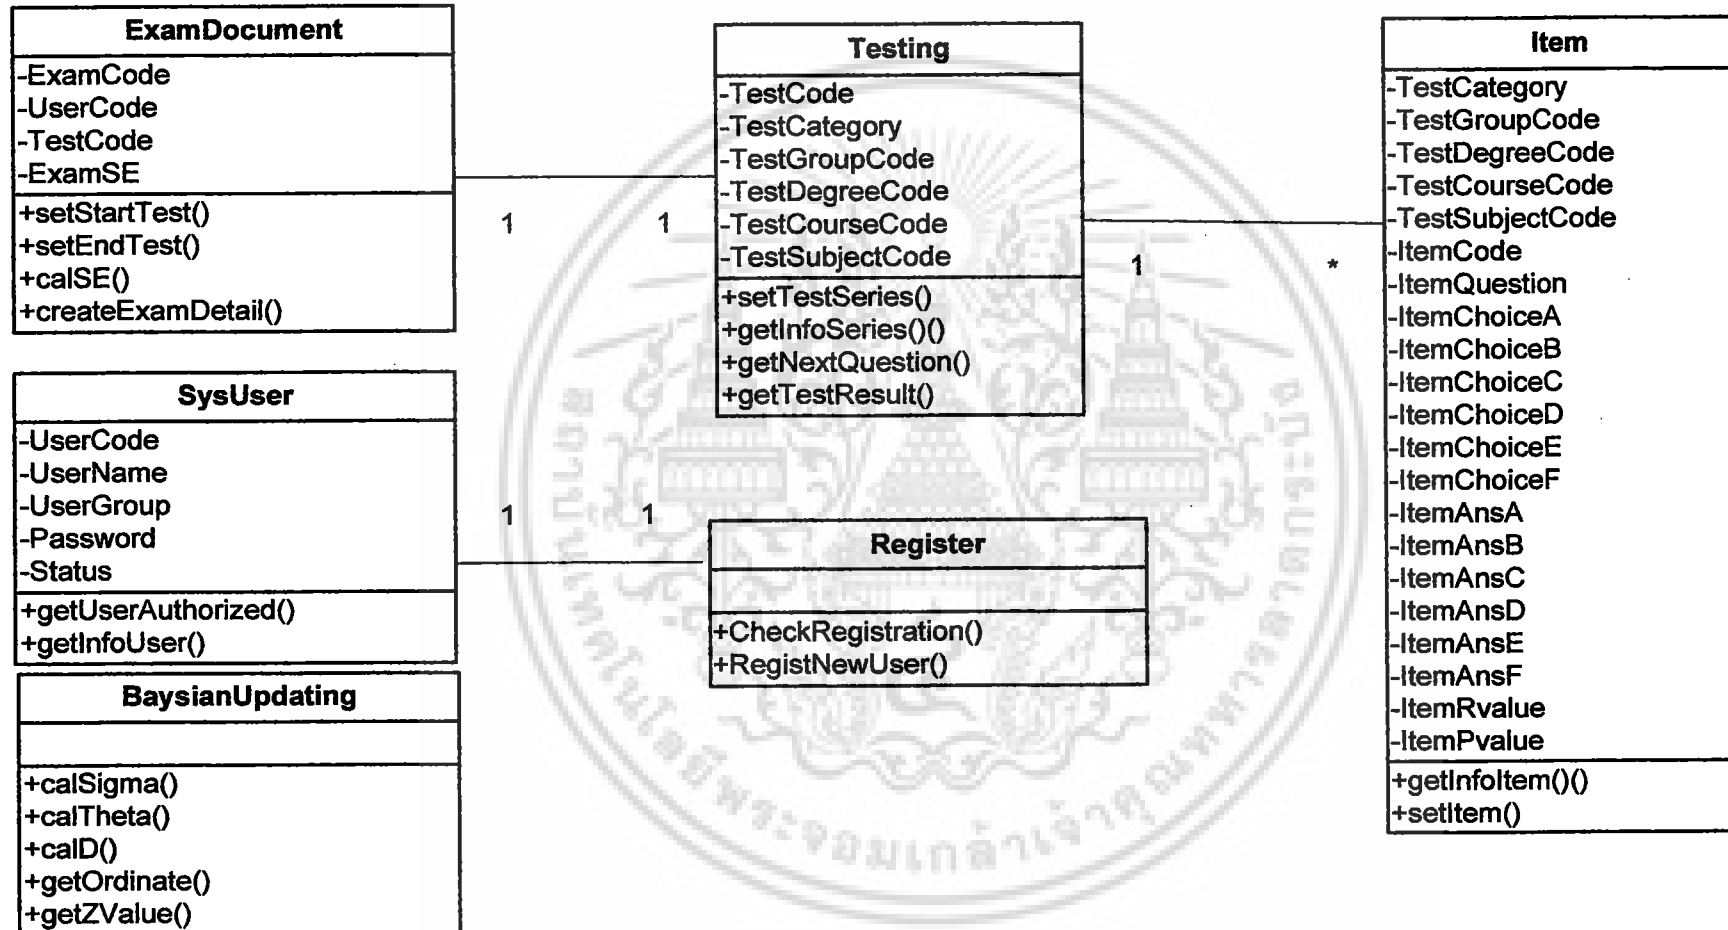 ExamDocument
-ExamCode
-UserCode
-TestCode
-ExamSE
+setStartTest()
+setEndTest()
+calSE()
+createExamDetail()
1
1
Testing
-TestCode
-TestCategory
-TestGroupCode
-TestDegreeCode
-TestCourseCode
-TestSubjectCode
+setTestSeries()
+getInfoSeries()()
+getNextQuestion()
+getTestResult()
1
*
Item
-TestCategory
-TestGroupCode
-TestDegreeCode
-TestCourseCode
-TestSubjectCode
-ItemCode
-ItemQuestion
-ItemChoiceA
-ItemChoiceB
-ItemChoiceC
-ItemChoiceD
-ItemChoiceE
-ItemChoiceF
-ItemAnsA
-ItemAnsB
-ItemAnsC
-ItemAnsD
-ItemAnsE
-ItemAnsF
-ItemRvalue
-ItemPvalue
+getInfoItem()()
+setItem()
SysUser
-UserCode
-UserName
-UserGroup
-Password
-Status
+getUserAuthorized()
+getInfoUser()
1
1
Register
+CheckRegistration()
+RegistNewUser()
BaysianUpdating
+calSigma()
+calTheta()
+calD()
+getOrdinate()
+getZValue()